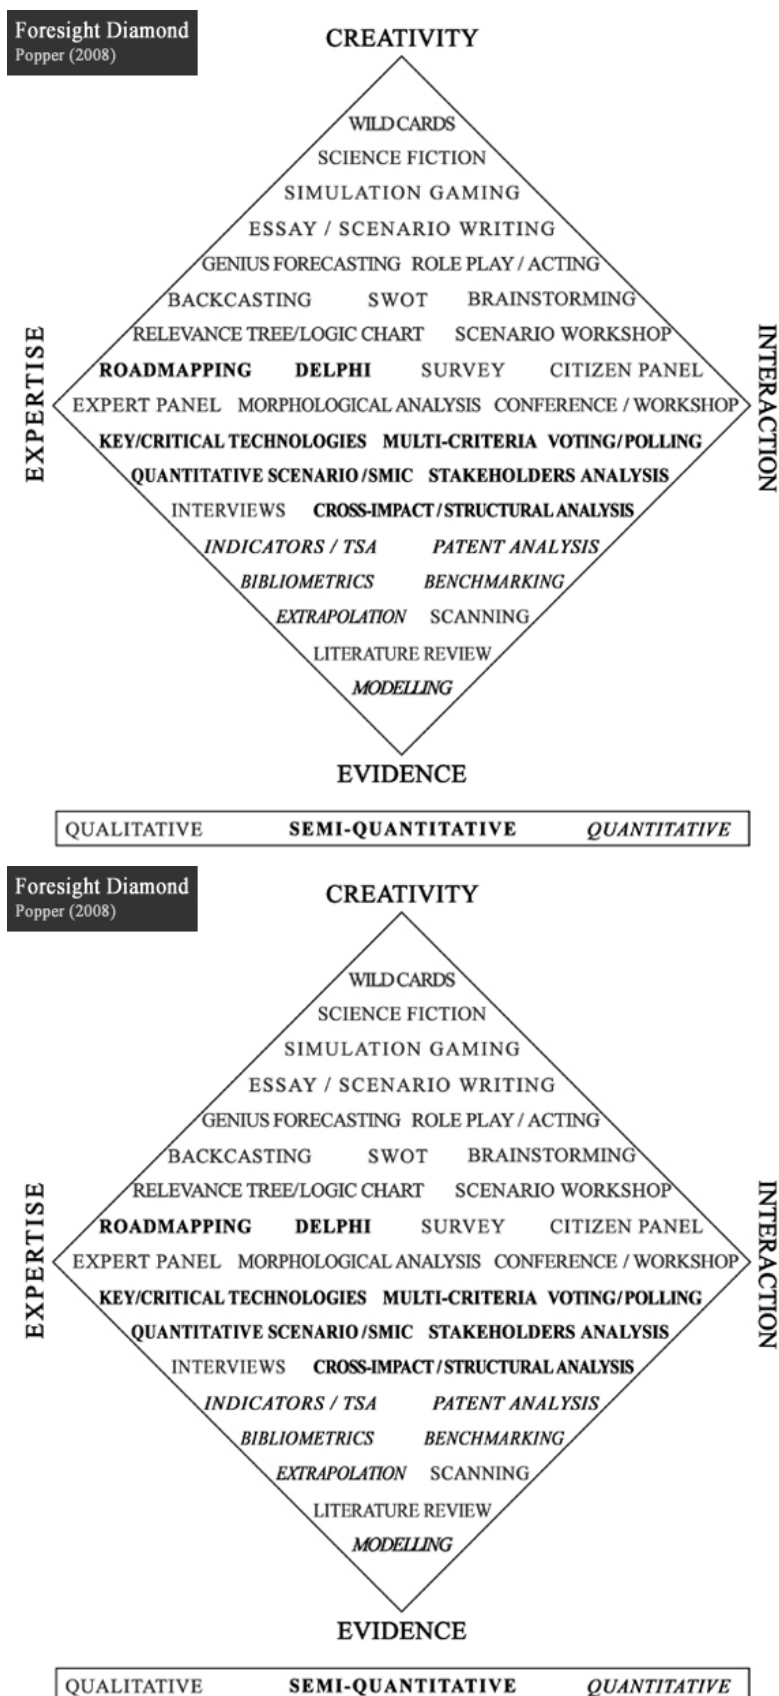 Foresight Diamond
Popper (2008)
CREATIVITY
WILD CARDS
SCIENCE FICTION
SIMULATION GAMING
ESSAY / SCENARIO WRITING
GENIUS FORECASTING ROLE PLAY / ACTING
BACKCASTING SWOT BRAINSTORMING
RELEVANCE TREE/LOGIC CHART SCENARIO WORKSHOP
ROADMAPPING DELPHI SURVEY CITIZEN PANEL
EXPERT PANEL MORPHOLOGICAL ANALYSIS CONFERENCE / WORKSHOP
KEY/CRITICAL TECHNOLOGIES MULTI-CRITERIA VOTING/POLLING
QUANTITATIVE SCENARIO/SMIC STAKEHOLDERS ANALYSIS
INTERVIEWS CROSS-IMPACT / STRUCTURAL ANALYSIS
INDICATORS / TSA PATENT ANALYSIS
BIBLIOMETRICS BENCHMARKING
EXTRAPOLATION SCANNING
LITERATURE REVIEW
MODELLING
EXPERTISE
INTERACTION
EVIDENCE
QUALITATIVE SEMI-QUANTITATIVE QUANTITATIVE
Foresight Diamond
Popper (2008)
CREATIVITY
WILD CARDS
SCIENCE FICTION
SIMULATION GAMING
ESSAY / SCENARIO WRITING
GENIUS FORECASTING ROLE PLAY / ACTING
BACKCASTING SWOT BRAINSTORMING
RELEVANCE TREE/LOGIC CHART SCENARIO WORKSHOP
ROADMAPPING DELPHI SURVEY CITIZEN PANEL
EXPERT PANEL MORPHOLOGICAL ANALYSIS CONFERENCE / WORKSHOP
KEY/CRITICAL TECHNOLOGIES MULTI-CRITERIA VOTING/POLLING
QUANTITATIVE SCENARIO/SMIC STAKEHOLDERS ANALYSIS
INTERVIEWS CROSS-IMPACT / STRUCTURAL ANALYSIS
INDICATORS / TSA PATENT ANALYSIS
BIBLIOMETRICS BENCHMARKING
EXTRAPOLATION SCANNING
LITERATURE REVIEW
MODELLING
EXPERTISE
INTERACTION
EVIDENCE
QUALITATIVE SEMI-QUANTITATIVE QUANTITATIVE